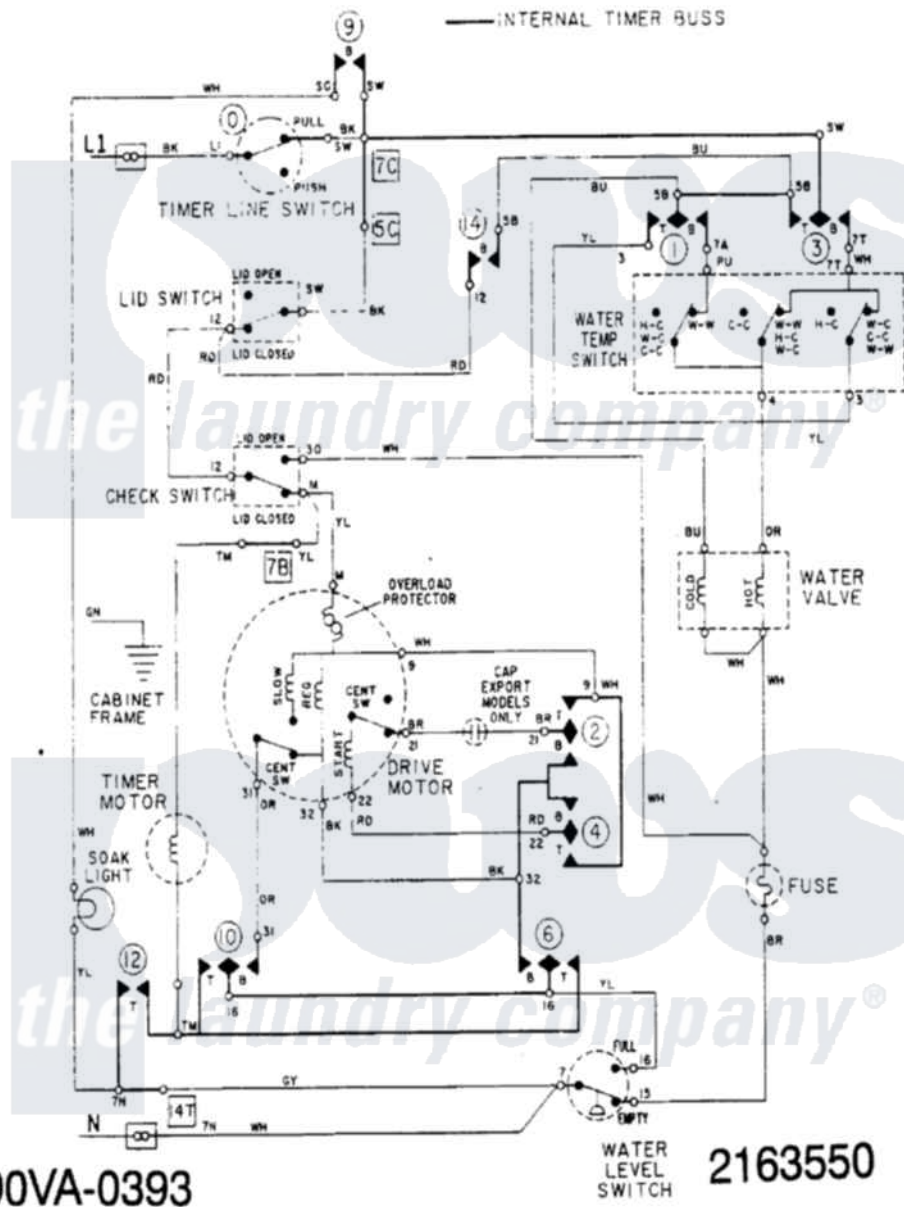 INTERNAL TIMER BUSS
9
B
WH
SG
SW
0
PULL
BK
SW
SW
L1
BK
L1
PUSH
7C
BU
TIMER LINE SWITCH
BU
5B
5B
14
5B
5C
B
T
B
T
B
YL
3
1
7A
PU
3
7T
WH
7T
12
LID OPEN
LID SWITCH
SW
BK
12
LID CLOSED
RD
RD
RD
WATER TEMP SWITCH
H-C
W-C
C-C
W-W
C-C
W-W
H-C
W-C
H-C
W-C
C-C
W-W
4
3
YL
the laundry company®
LID OPEN
30
WH
12
CHECK SWITCH
M
LID CLOSED
YL
TM
YL
7B
M
OVERLOAD PROTECTOR
BU
OR
COLD
HOT
WATER VALVE
WH
WH
GN
CABINET FRAME
WH
9
9
WH
SLOW
REG
CENT SW
CAP EXPORT MODELS ONLY
T
BR
21
BR
21
2
B
START
CENT SW
DRIVE MOTOR
31
OR
32
BK
22
RD
RD
22
B
4
T
WH
TIMER MOTOR
WH
SOAK LIGHT
BK
32
FUSE
OR
31
BR
YL
12
T
10
T
B
16
6
B
T
16
YL
TM
the laundry company®
FULL
16
7
15
EMPTY
GY
7N
14T
N
7N
WH
WATER LEVEL SWITCH
2163550
00VA-0393